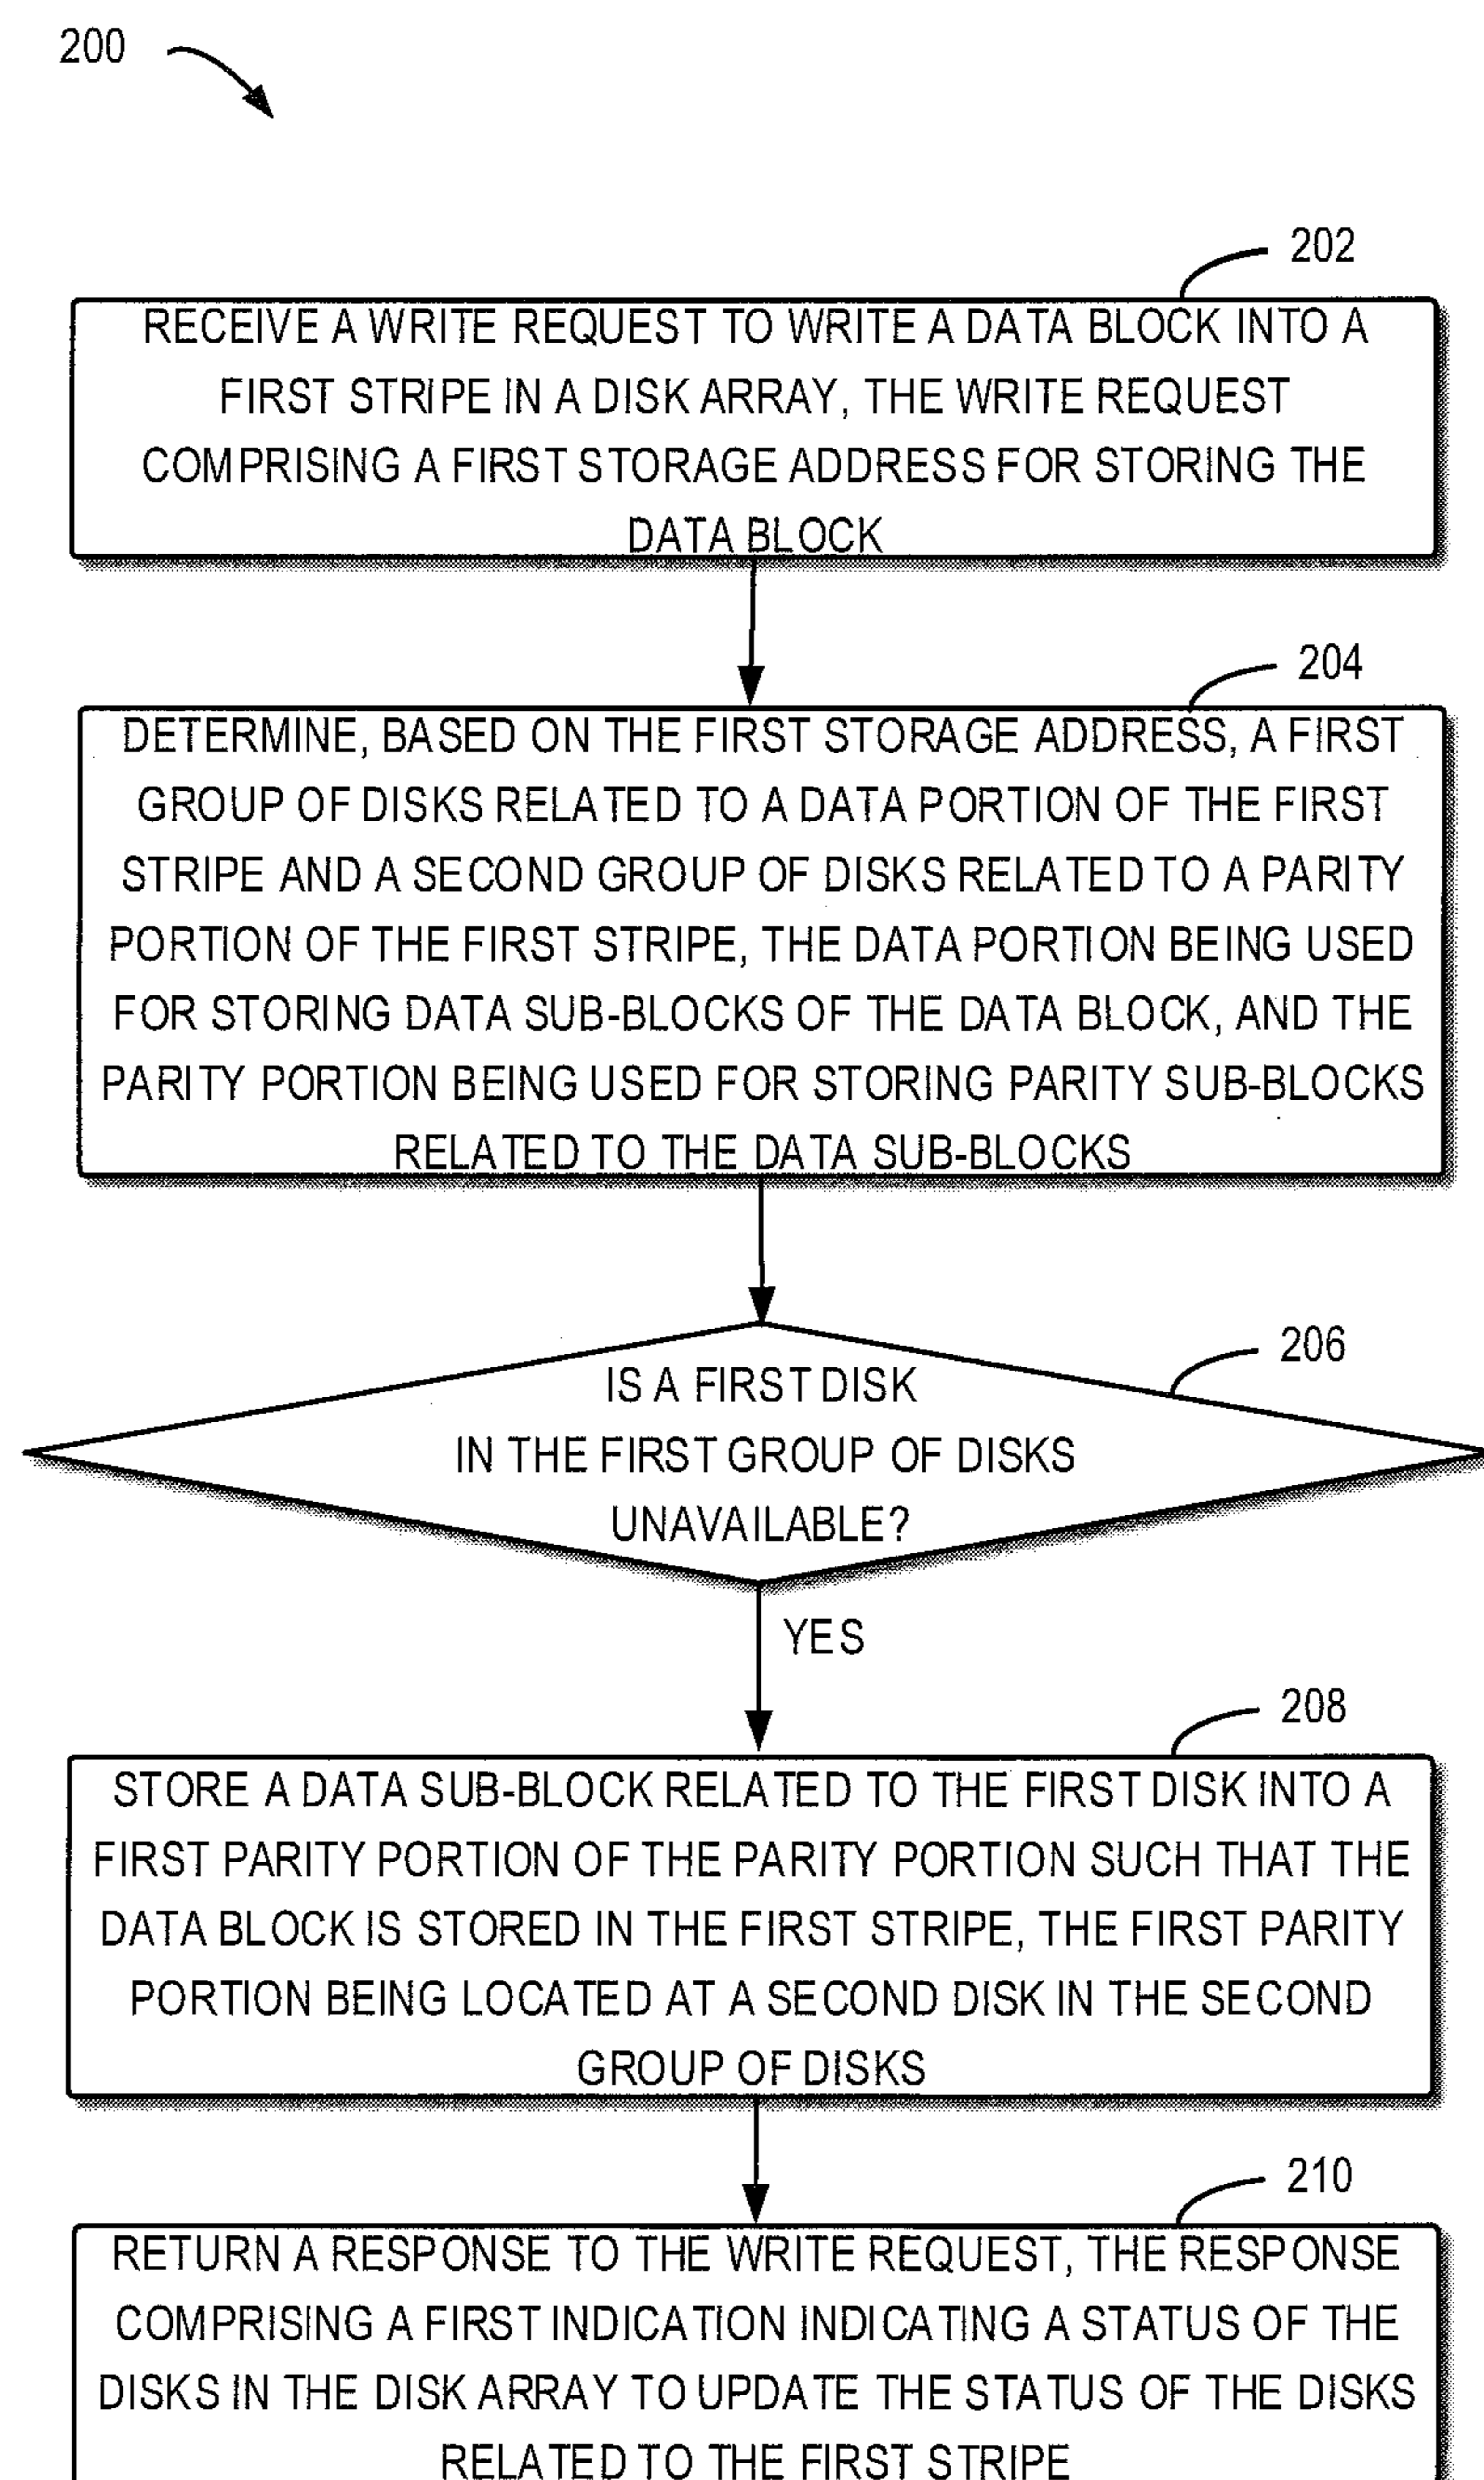 200
202
RECEIVE A WRITE REQUEST TO WRITE A DATA BLOCK INTO A
FIRST STRIPE IN A DISK ARRAY, THE WRITE REQUEST
COMPRISING A FIRST STORAGE ADDRESS FOR STORING THE
DATA BLOCK
204
DETERMINE, BASED ON THE FIRST STORAGE ADDRESS, A FIRST
GROUP OF DISKS RELATED TO A DATA PORTION OF THE FIRST
STRIPE AND A SECOND GROUP OF DISKS RELATED TO A PARITY
PORTION OF THE FIRST STRIPE, THE DATA PORTION BEING USED
FOR STORING DATA SUB-BLOCKS OF THE DATA BLOCK, AND THE
PARITY PORTION BEING USED FOR STORING PARITY SUB-BLOCKS
RELATED TO THE DATA SUB-BLOCKS
206
IS A FIRST DISK
IN THE FIRST GROUP OF DISKS
UNAVAILABLE?
YES
208
STORE A DATA SUB-BLOCK RELATED TO THE FIRST DISK INTO A
FIRST PARITY PORTION OF THE PARITY PORTION SUCH THAT THE
DATA BLOCK IS STORED IN THE FIRST STRIPE, THE FIRST PARITY
PORTION BEING LOCATED AT A SECOND DISK IN THE SECOND
GROUP OF DISKS
210
RETURN A RESPONSE TO THE WRITE REQUEST, THE RESPONSE
COMPRISING A FIRST INDICATION INDICATING A STATUS OF THE
DISKS IN THE DISK ARRAY TO UPDATE THE STATUS OF THE DISKS
RELATED TO THE FIRST STRIPE